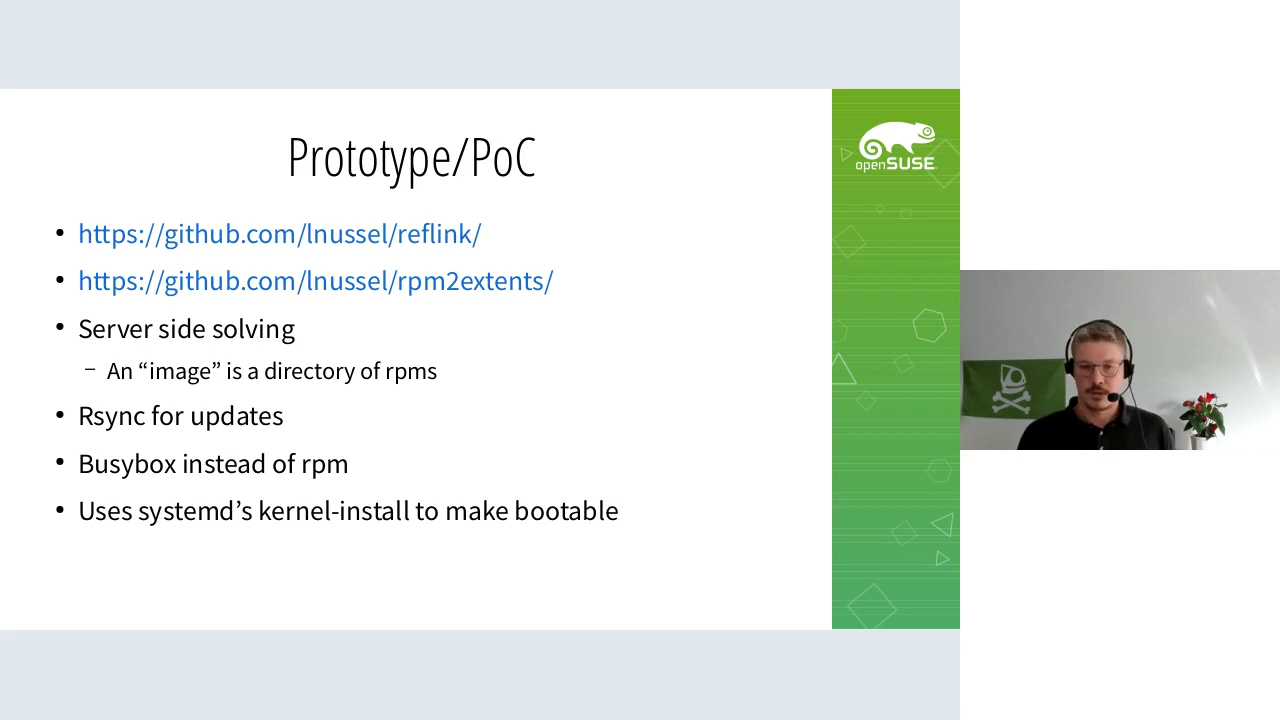 Prototype/PoC
• https://github.com/lnussel/reflink/
• https://github.com/lnussel/rpm2extents/
• Server side solving
– An “image” is a directory of rpms
• Rsync for updates
• Busybox instead of rpm
• Uses systemd’s kernel-install to make bootable
openSUSE